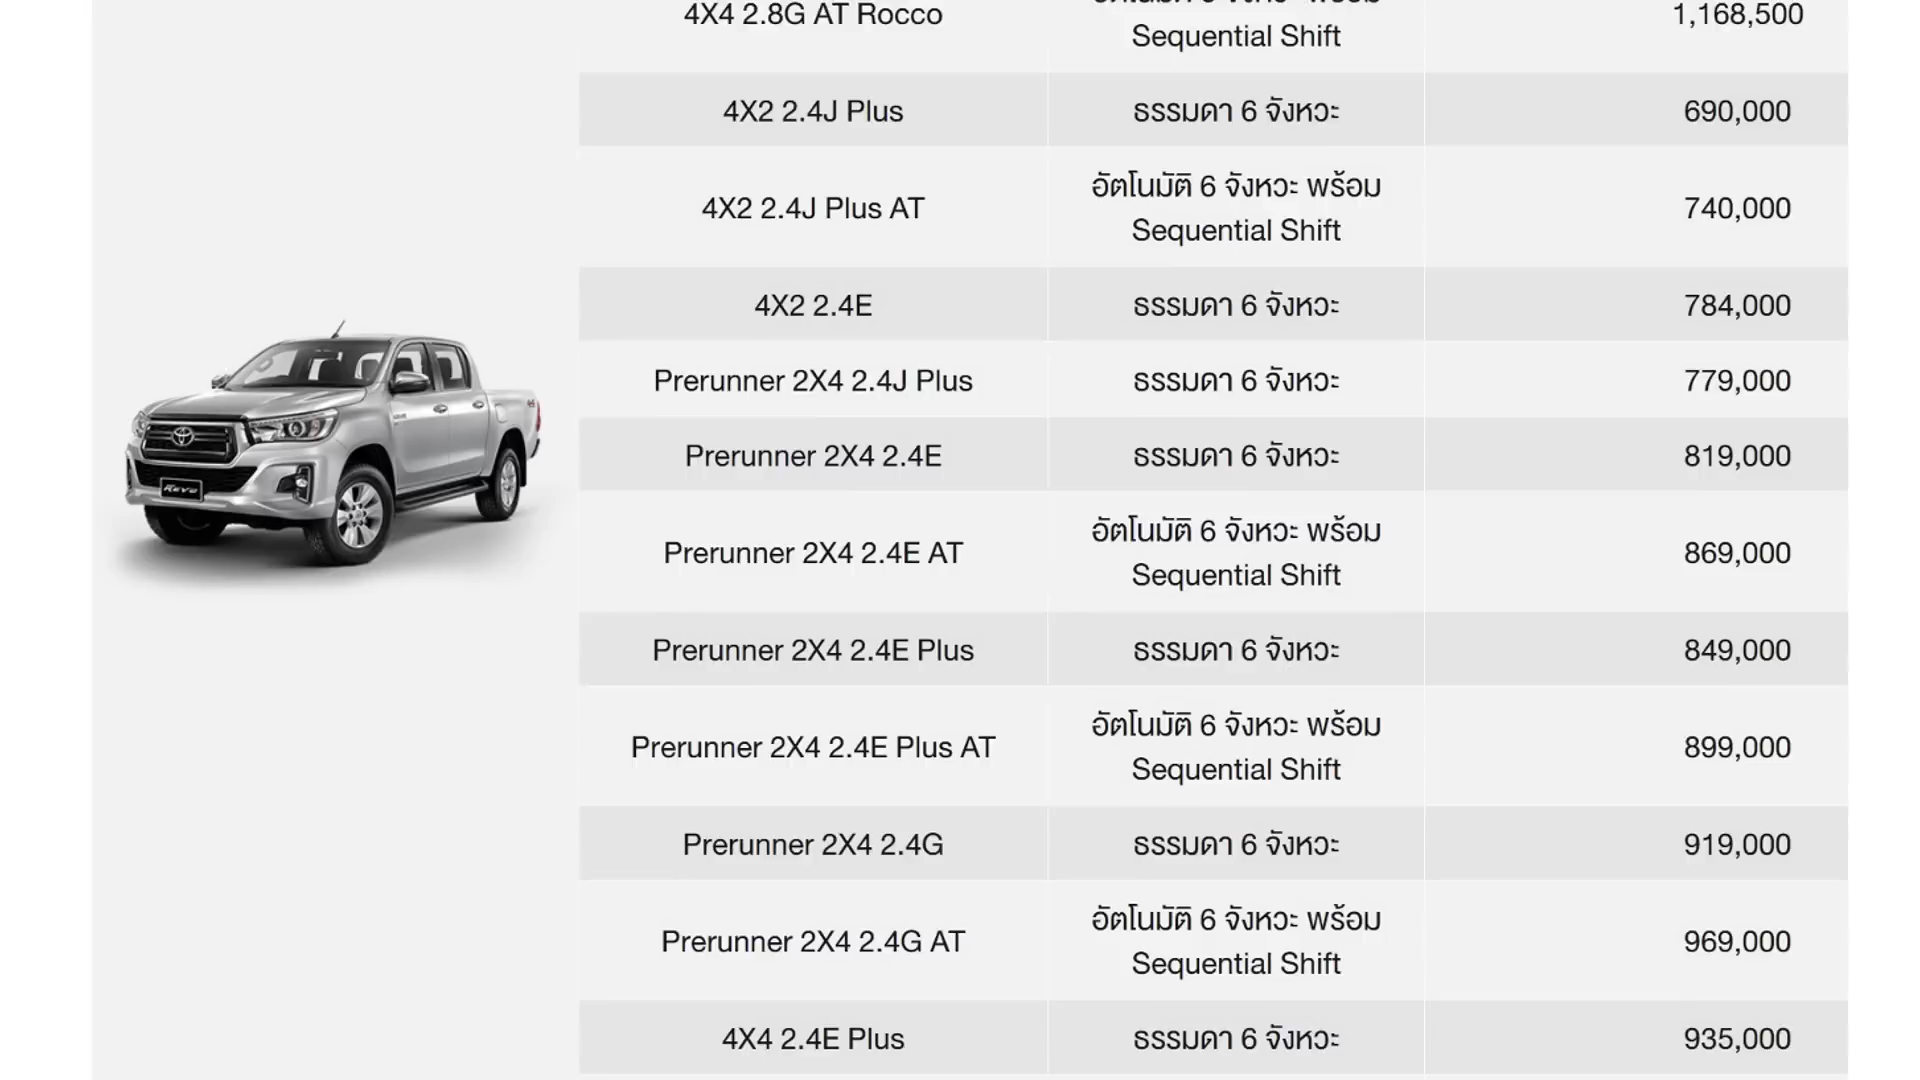 4X4 2.8G AT Rocco
Sequential Shift
1,168,500
4X2 2.4J Plus
ธรรมดา 6 จังหวะ
690,000
4X2 2.4J Plus AT
อัตโนมัติ 6 จังหวะ พร้อม
Sequential Shift
740,000
4X2 2.4E
ธรรมดา 6 จังหวะ
784,000
Prerunner 2X4 2.4J Plus
ธรรมดา 6 จังหวะ
779,000
Prerunner 2X4 2.4E
ธรรมดา 6 จังหวะ
819,000
Prerunner 2X4 2.4E AT
อัตโนมัติ 6 จังหวะ พร้อม
Sequential Shift
869,000
Prerunner 2X4 2.4E Plus
ธรรมดา 6 จังหวะ
849,000
Prerunner 2X4 2.4E Plus AT
อัตโนมัติ 6 จังหวะ พร้อม
Sequential Shift
899,000
Prerunner 2X4 2.4G
ธรรมดา 6 จังหวะ
919,000
Prerunner 2X4 2.4G AT
อัตโนมัติ 6 จังหวะ พร้อม
Sequential Shift
969,000
4X4 2.4E Plus
ธรรมดา 6 จังหวะ
935,000
REVO